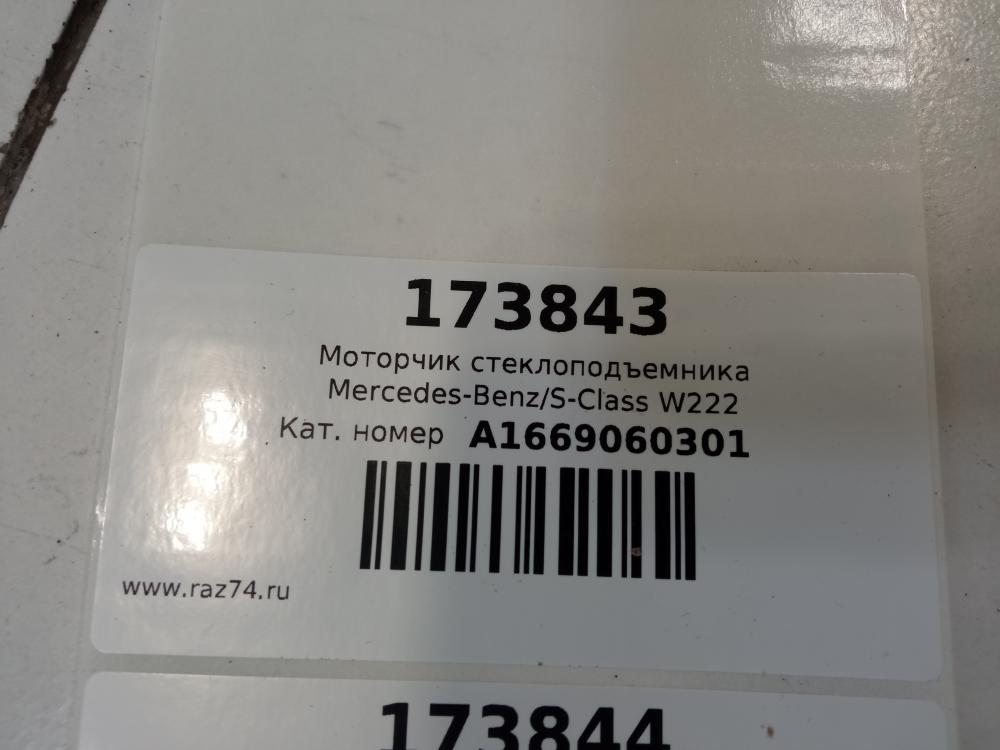 173843
Моторчик стеклоподъемника
Mercedes-Benz/S-Class W222
Кат. номер A1669060301
www.raz74.ru
173844